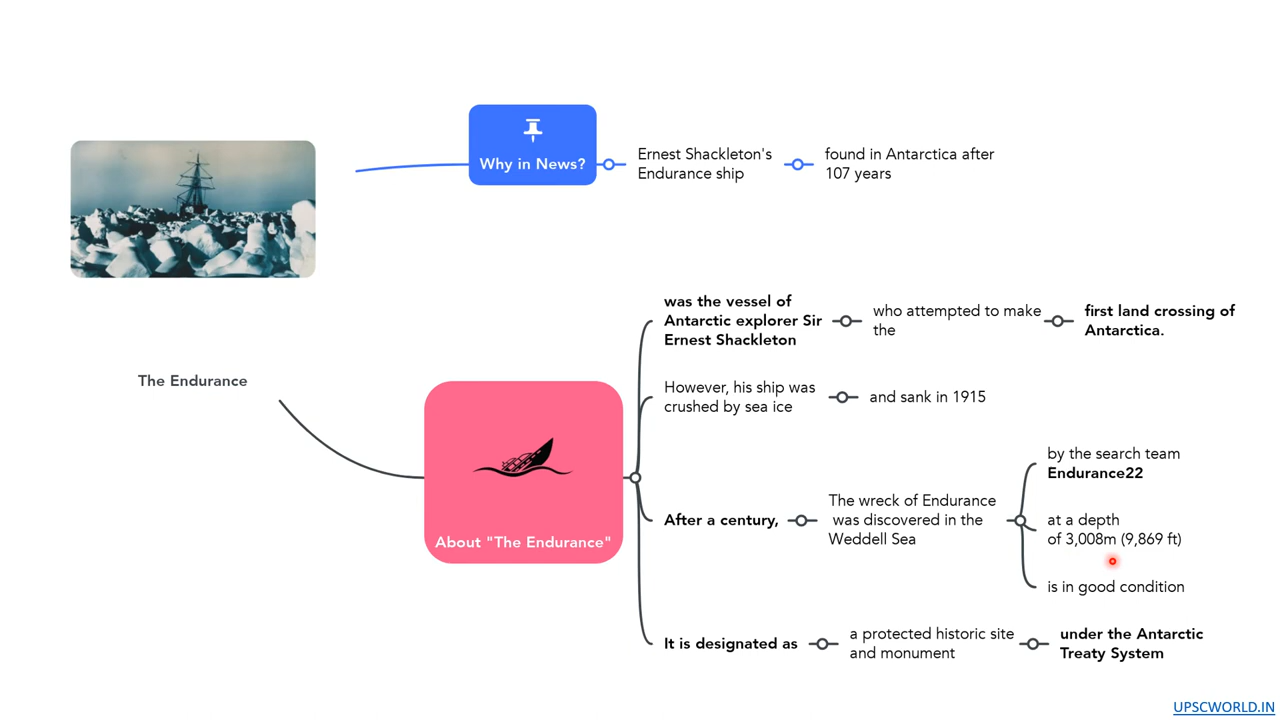 Why in News?
Ernest Shackleton's
Endurance ship
found in Antarctica after
107 years
The Endurance
About "The Endurance"
was the vessel of
Antarctic explorer Sir
Ernest Shackleton
who attempted to make
the
first land crossing of
Antarctica.
However, his ship was
crushed by sea ice
and sank in 1915
After a century,
The wreck of Endurance
was discovered in the
Weddell Sea
by the search team
Endurance22
at a depth
of 3,008m (9,869 ft)
is in good condition
It is designated as
a protected historic site
and monument
under the Antarctic
Treaty System
UPSCWORLD.IN